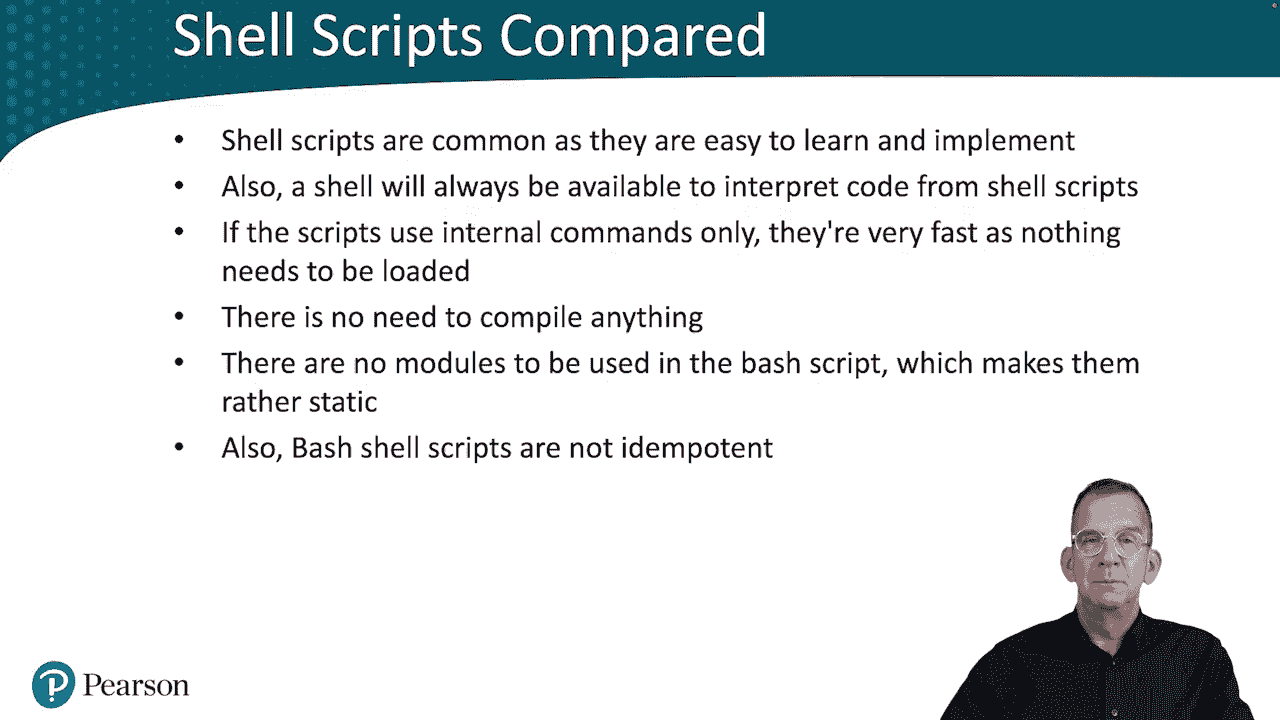 Shell Scripts Compared
• Shell scripts are common as they are easy to learn and implement
• Also, a shell will always be available to interpret code from shell scripts
• If the scripts use internal commands only, they're very fast as nothing
needs to be loaded
• There is no need to compile anything
• There are no modules to be used in the bash script, which makes them
rather static
• Also, Bash shell scripts are not idempotent
Pearson